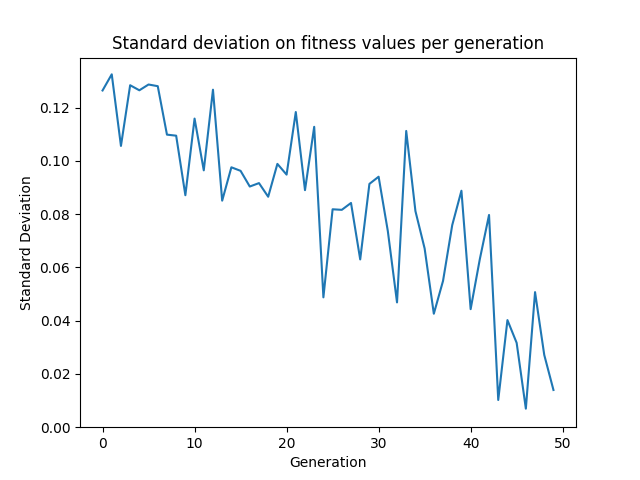 Standard deviation on fitness values per generation
Standard Deviation
0.12
0.10
0.08
0.06
0.04
0.02
0.00
0 10 20 30 40 50
Generation